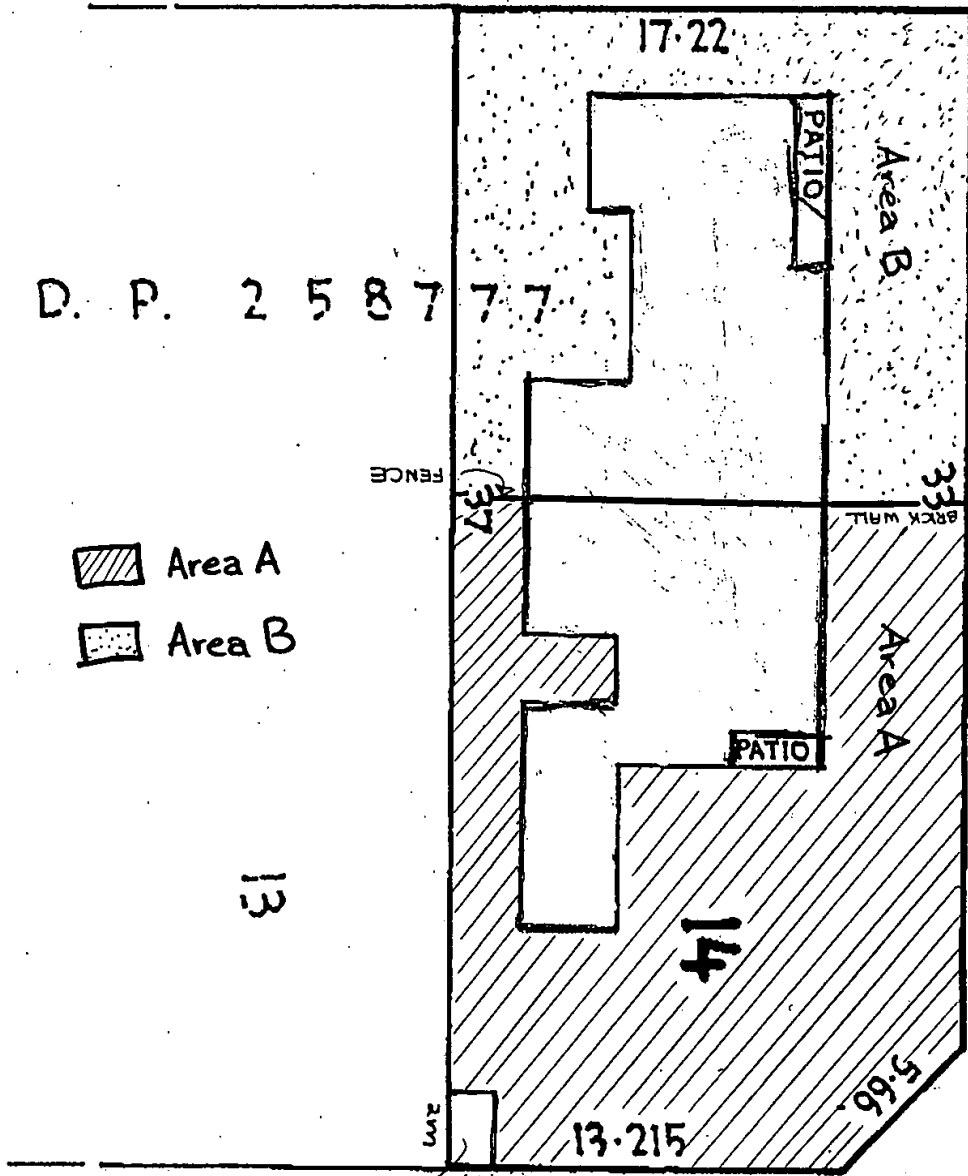 17·22
PATIO
Area B
D. P. 258777
FENCE
37
33
BRICK WALL
Area A
Area B
Area A
PATIO
13
14
5·66
2m
13·215